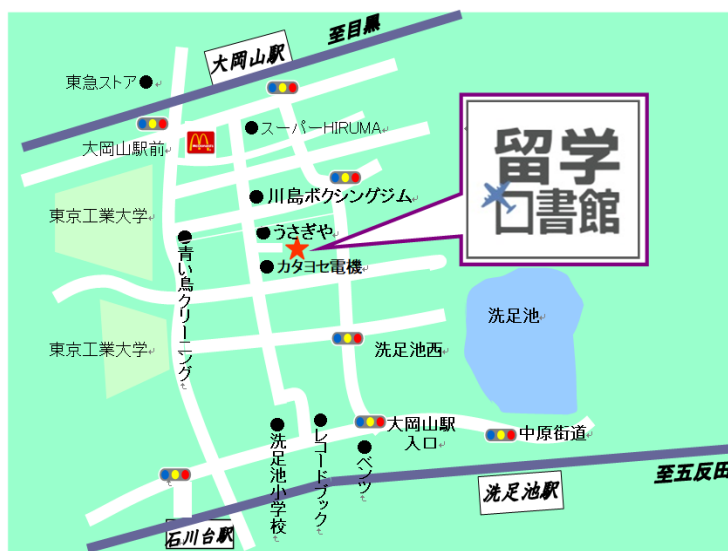 至目黒
大岡山駅
東急ストア
大岡山駅前
スーパーHIRUMA
留学
図書館
川島ボクシングジム
東京工業大学
うさぎや
青い鳥クリーニング
カタヨセ電機
洗足池
東京工業大学
洗足池西
大岡山駅
入口
中原街道
洗足池小学校
レコードブック
ベンツ
至五反田
洗足池駅
石川台駅